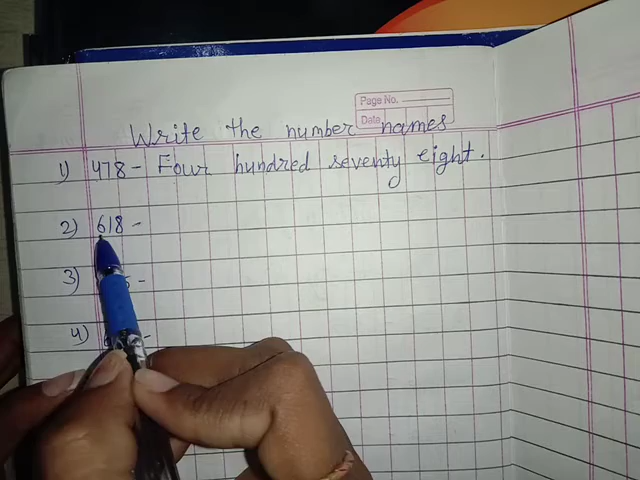 Page No.
Date
Write the number names
1) 478 - Four hundred seventy eight.
2) 618 -
3)
4)